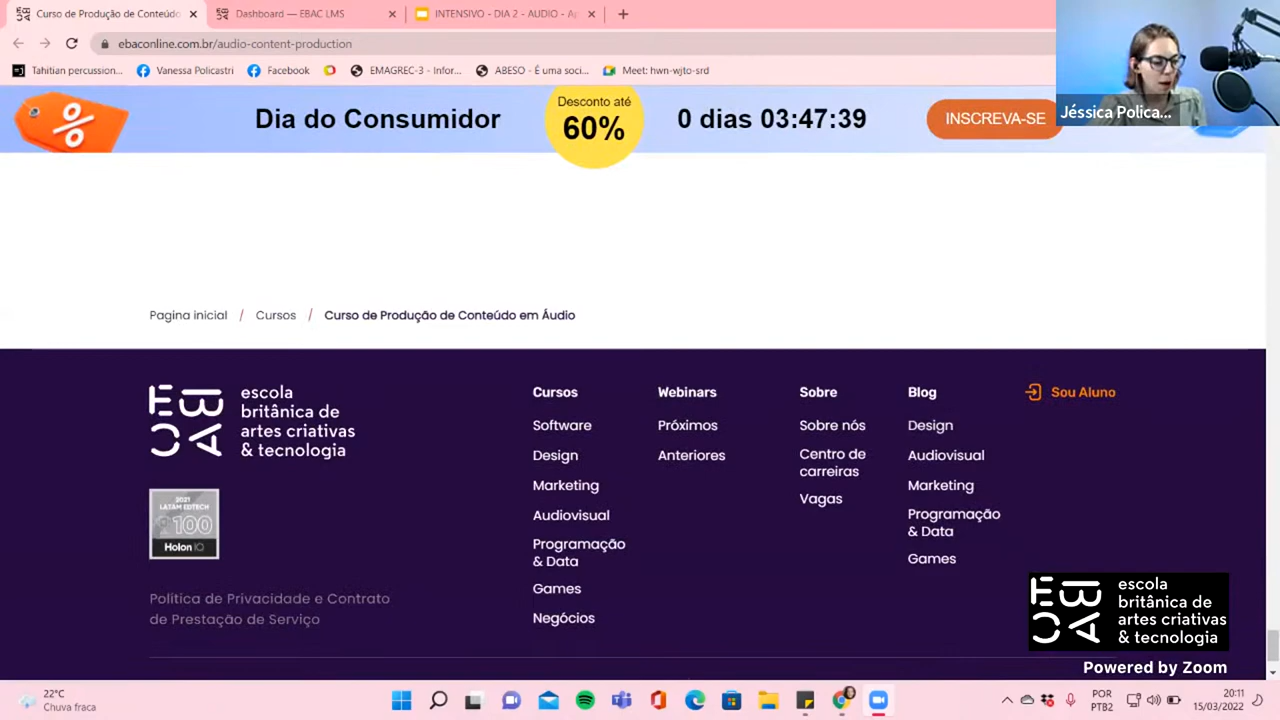 Curso de Produção de Conteúdo
Dashboard — EBAC LMS
INTENSIVO - DIA 2 - AUDIO - Ap
ebaconline.com.br/audio-content-production
Tahitian percussion...
Vanessa Policastri
Facebook
EMAGREC-3 - Infor...
ABESO - É uma soci...
Meet: hwn-wjto-srd
Jéssica Polica...
%
Dia do Consumidor
Desconto até
60%
0 dias 03:47:39
INSCREVA-SE
Pagina inicial / Cursos / Curso de Produção de Conteúdo em Áudio
EBAC
escola
britânica de
artes criativas
& tecnologia
2021
LATAM EDTECH
100
HolonIQ
Política de Privacidade e Contrato
de Prestação de Serviço
Cursos
Software
Design
Marketing
Audiovisual
Programação
& Data
Games
Negócios
Webinars
Próximos
Anteriores
Sobre
Sobre nós
Centro de
carreiras
Vagas
Blog
Design
Audiovisual
Marketing
Programação
& Data
Games
Sou Aluno
EBAC
escola
britânica de
artes criativas
& tecnologia
Powered by Zoom
22°C
Chuva fraca
POR
PTB2
20:11
15/03/2022